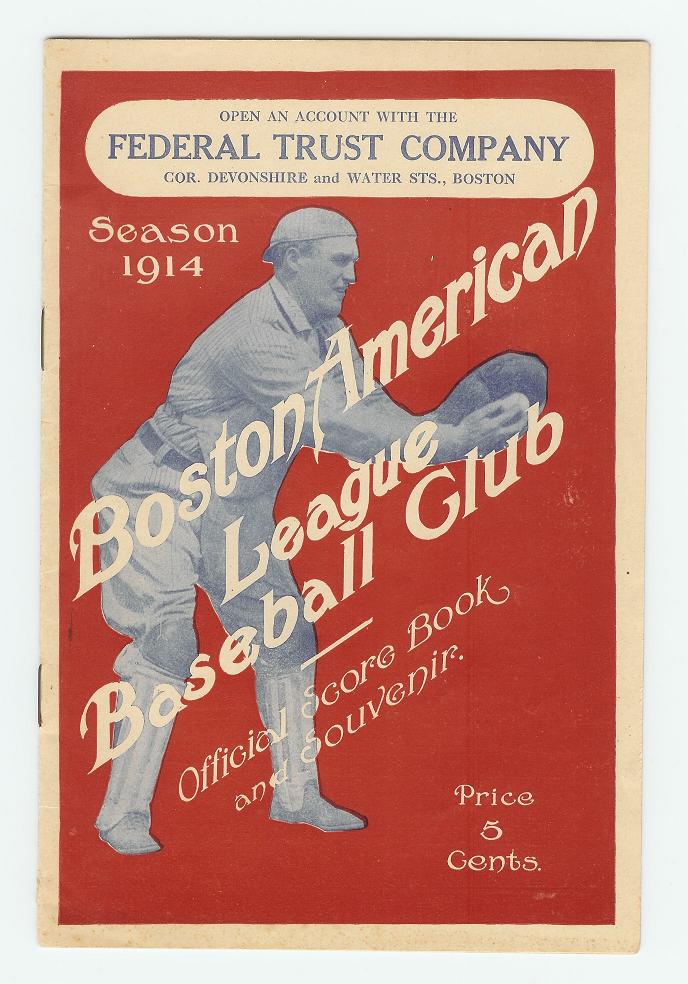 OPEN AN ACCOUNT WITH THE
FEDERAL TRUST COMPANY
COR. DEVONSHIRE and WATER STS., BOSTON
Season
1914
Boston American
League
Baseball Club
Official Score Book
and Souvenir.
Price
5
Cents.